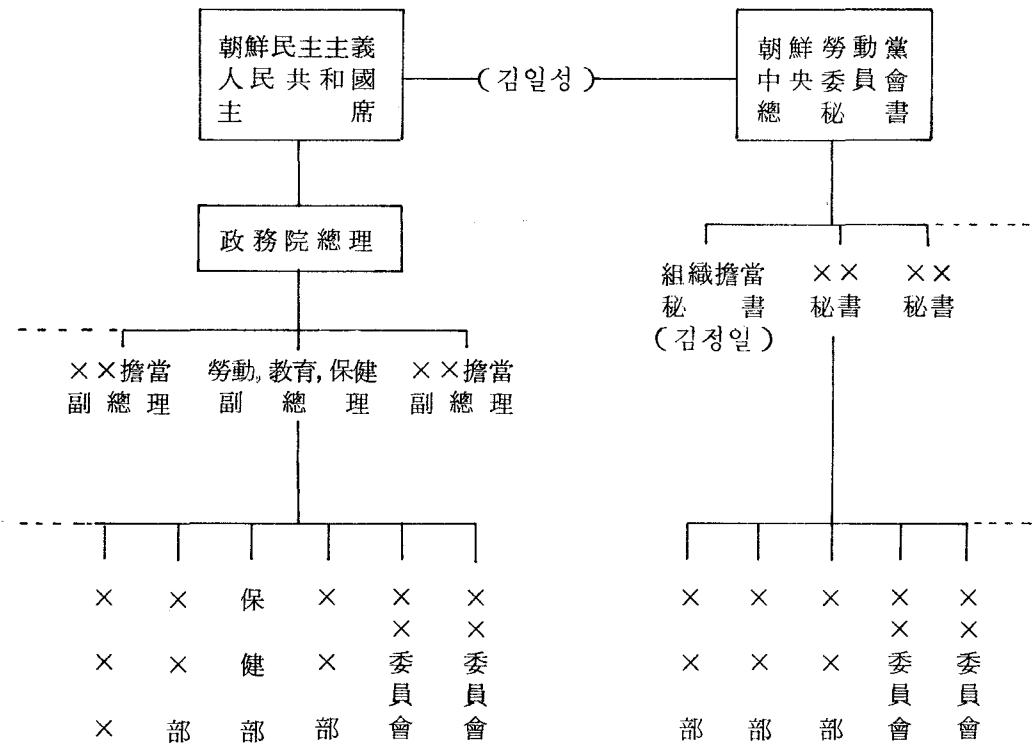 朝鮮民主主義
人民共和國
主席
(김일성)
朝鮮勞動黨
中央委員會
總秘書
政務院總理
組織擔當
秘書
(김정일)
××
秘書
××
秘書
××擔當
副總理
勞動, 教育, 保健
副總理
××擔當
副總理
×××
××部
保健部
××部
××委員會
××委員會
××部
××部
××部
××委員會
××委員會